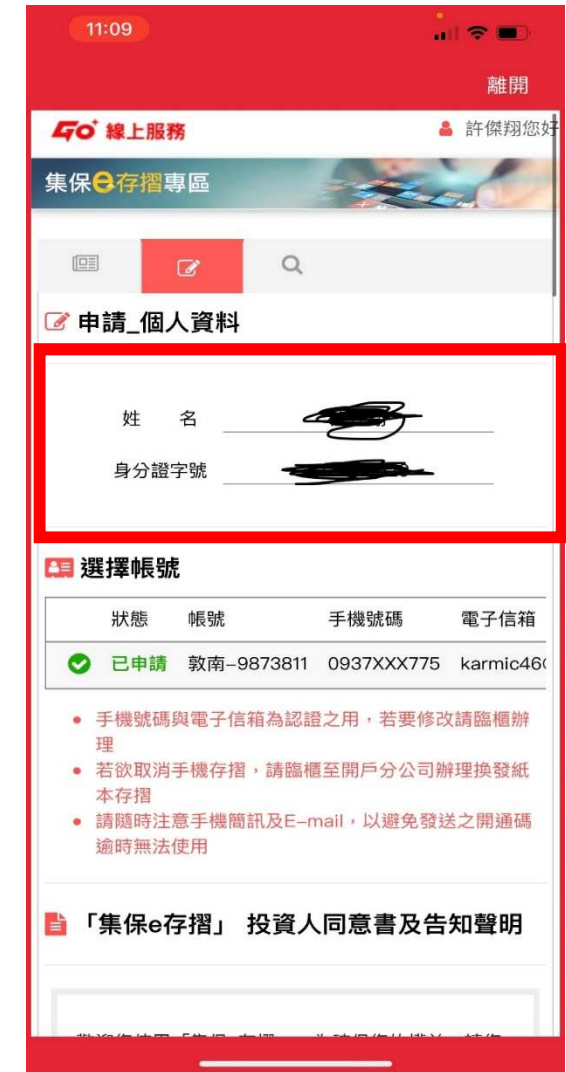 11:09
離開
GO+ 線上服務
許傑翔您好
集保e存摺專區
申請_個人資料
姓 名
身分證字號
選擇帳號
狀態 帳號 手機號碼 電子信箱
已申請 敦南-9873811 0937XXX775 karmic46
• 手機號碼與電子信箱為認證之用，若要修改請臨櫃辦
理
• 若欲取消手機存摺，請臨櫃至開戶分公司辦理換發紙
本存摺
• 請隨時注意手機簡訊及E-mail，以避免發送之開通碼
逾時無法使用
「集保e存摺」 投資人同意書及告知聲明